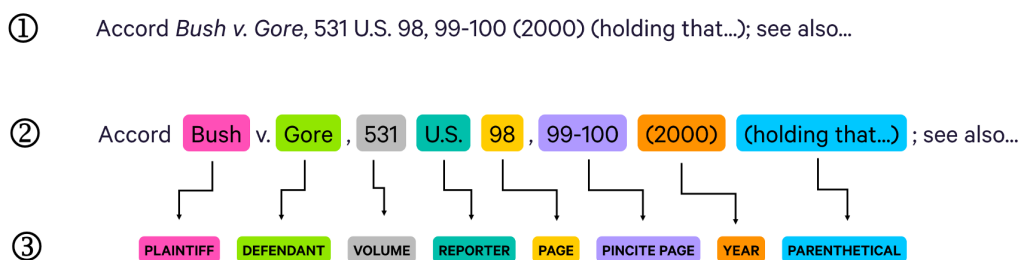 ① Accord Bush v. Gore, 531 U.S. 98, 99-100 (2000) (holding that...); see also...
② Accord Bush v. Gore , 531 U.S. 98 , 99-100 (2000) (holding that...) ; see also...
③ PLAINTIFF DEFENDANT VOLUME REPORTER PAGE PINCITE PAGE YEAR PARENTHETICAL